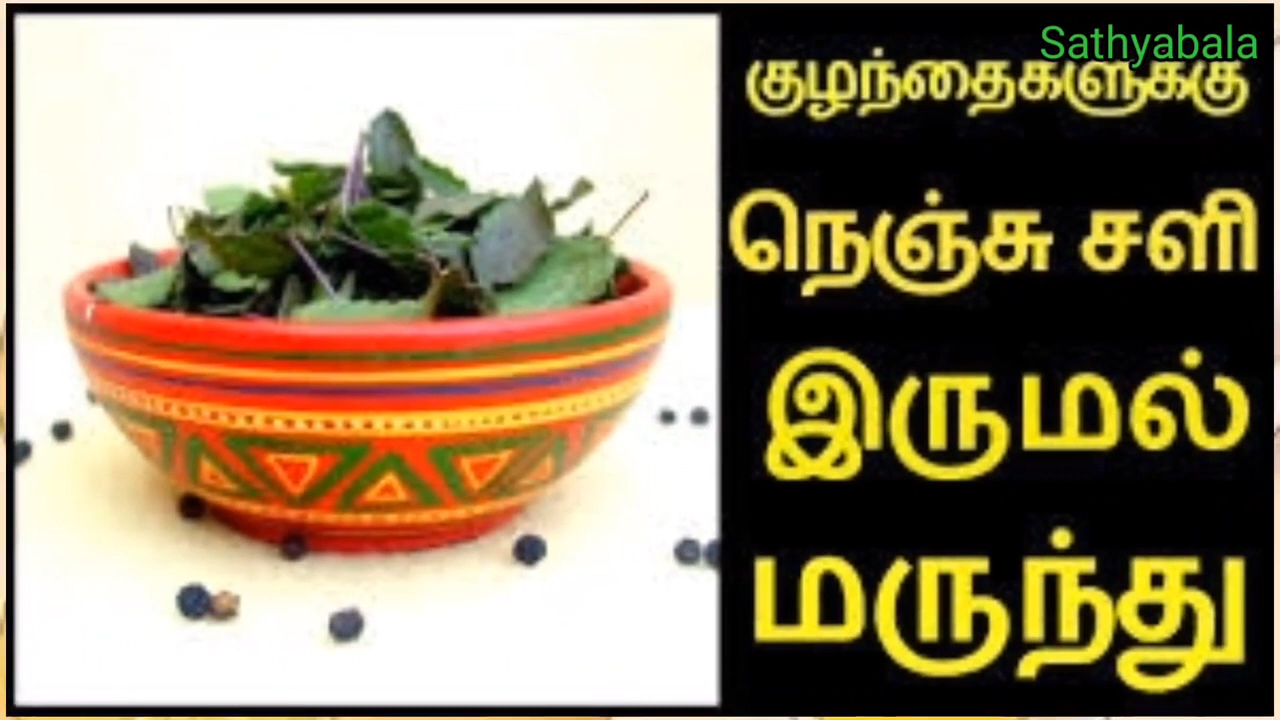 Sathyabala
குழந்தைகளுக்கு
நெஞ்சு சளி
இருமல்
மருந்து